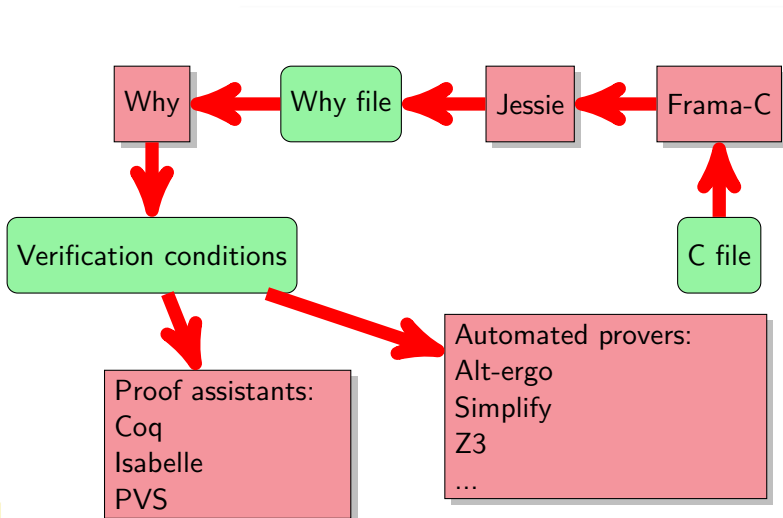 Why
Why file
Jessie
Frama-C
Verification conditions
C file
Proof assistants:
Coq
Isabelle
PVS
Automated provers:
Alt-ergo
Simplify
Z3
...